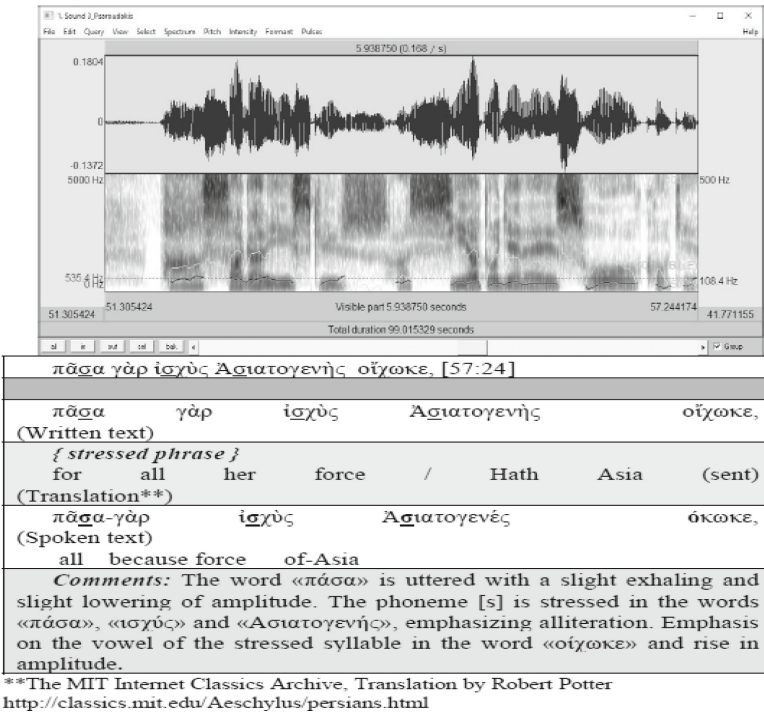 1. Sound 3_Psaroudakis
File Edit Query View Select Spectrum Pitch Intensity Formant Pulses Help
5.938750 (0.168 / s)
0.1804
0
-0.1372
5000 Hz 500 Hz
535.4 Hz
0 Hz 108.4 Hz
51.305424 Visible part 5.938750 seconds 57.244174
51.305424 41.771155
Total duration 99.015329 seconds
all in out sel bak Group
πᾶσα γὰρ ἰσχὺς Ἀσιατογενὴς οἴχωκε, [57:24]
πᾶσα γὰρ ἰσχὺς Ἀσιατογενὴς οἴχωκε,
(Written text)
{ stressed phrase }
for all her force / Hath Asia (sent)
(Translation**)
πᾶσα-γὰρ ἰσχὺς Ἀσιατογενές όκωκε,
(Spoken text)
all because force of-Asia
Comments: The word «πάσα» is uttered with a slight exhaling and
slight lowering of amplitude. The phoneme [s] is stressed in the words
«πάσα», «ισχύς» and «Ασιατογενής», emphasizing alliteration. Emphasis
on the vowel of the stressed syllable in the word «οίχωκε» and rise in
amplitude.
**The MIT Internet Classics Archive, Translation by Robert Potter
http://classics.mit.edu/Aeschylus/persians.html